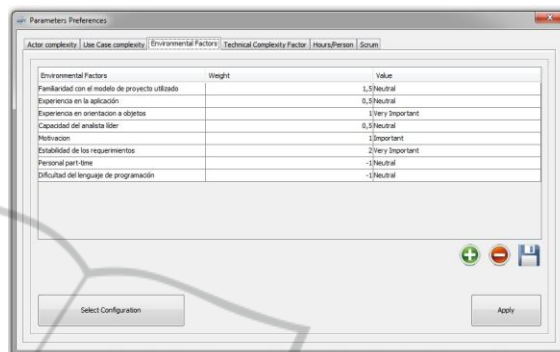 Parameters Preferences
Actor complexity Use Case complexity Environmental Factors Technical Complexity Factor Hours/Person Scrum
Environmental Factors Weight Value
Familiaridad con el modelo de proyecto utilizado 1,5 Neutral
Experiencia en la aplicación 0,5 Neutral
Experiencia en orientacion a objetos 1 Very Important
Capacidad del analista líder 0,5 Neutral
Motivacion 1 Important
Estabilidad de los requerimientos 2 Very Important
Personal part-time -1 Neutral
Dificultad del lenguaje de programación -1 Neutral
Select Configuration Apply